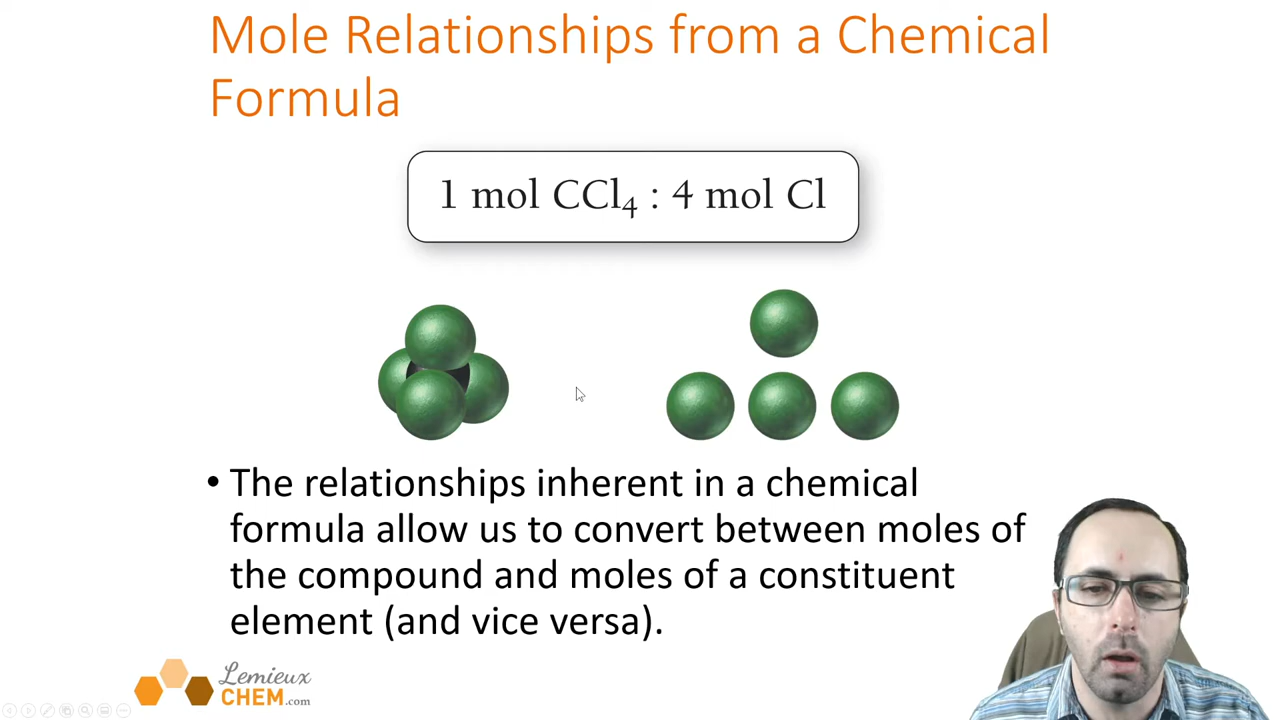 Mole Relationships from a Chemical
Formula
1 mol CCl₄ : 4 mol Cl
• The relationships inherent in a chemical
formula allow us to convert between moles of
the compound and moles of a constituent
element (and vice versa).
Lemieux
CHEM.com